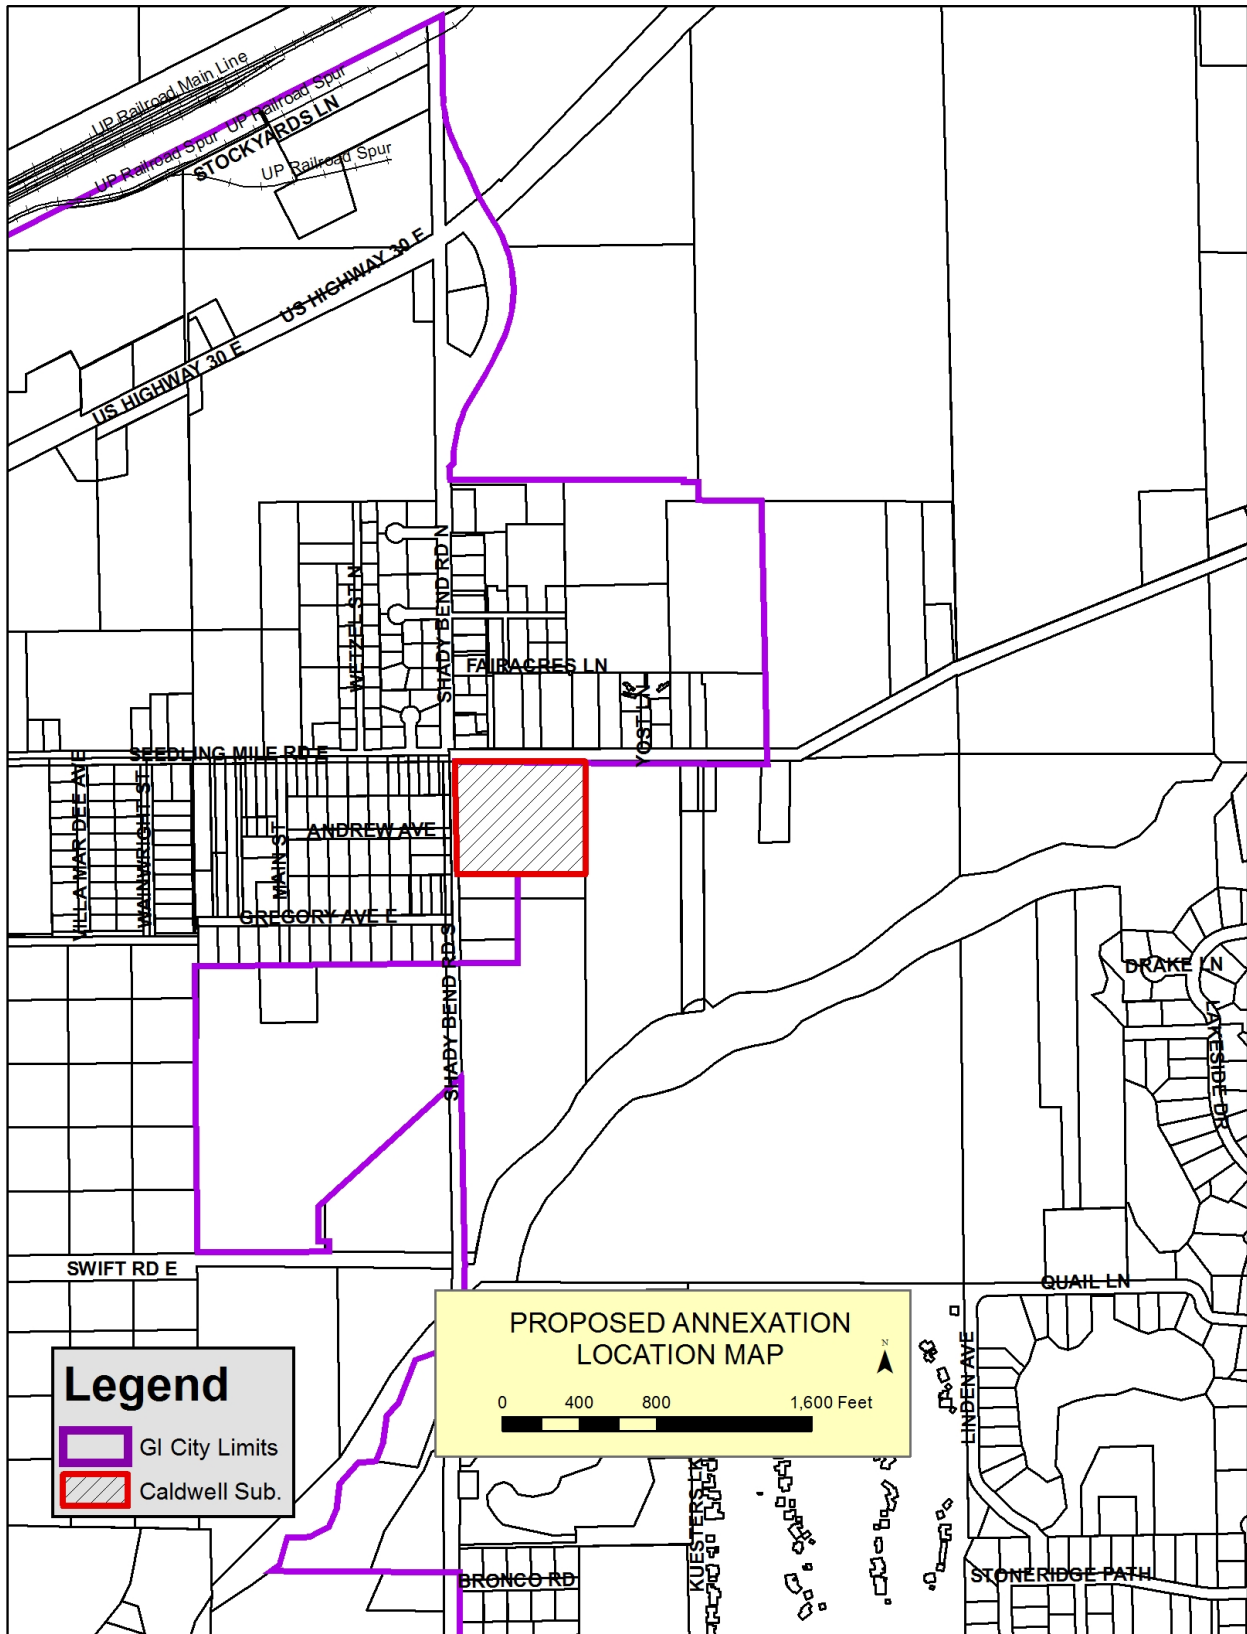 UP Railroad Main Line
UP Railroad Spur
UP Railroad Spur
STOCKYARDS LN
UP Railroad Spur
US HIGHWAY 30 E
US HIGHWAY 30 E
WETZEL ST N
SHADY BEND RD N
FAIRACRES LN
YOST LN
SEEDLING MILE RD E
VILLA MAR DEE AVE
WAINWRIGHT ST
MAIN ST
ANDREW AVE
GREGORY AVE E
SHADY BEND RD S
DRAKE LN
LAKESIDE DR
SWIFT RD E
QUAIL LN
PROPOSED ANNEXATION
LOCATION MAP
N
0 400 800 1,600 Feet
LINDEN AVE
Legend
GI City Limits
Caldwell Sub.
KUESTERS LK
BRONCO RD
STONERIDGE PATH